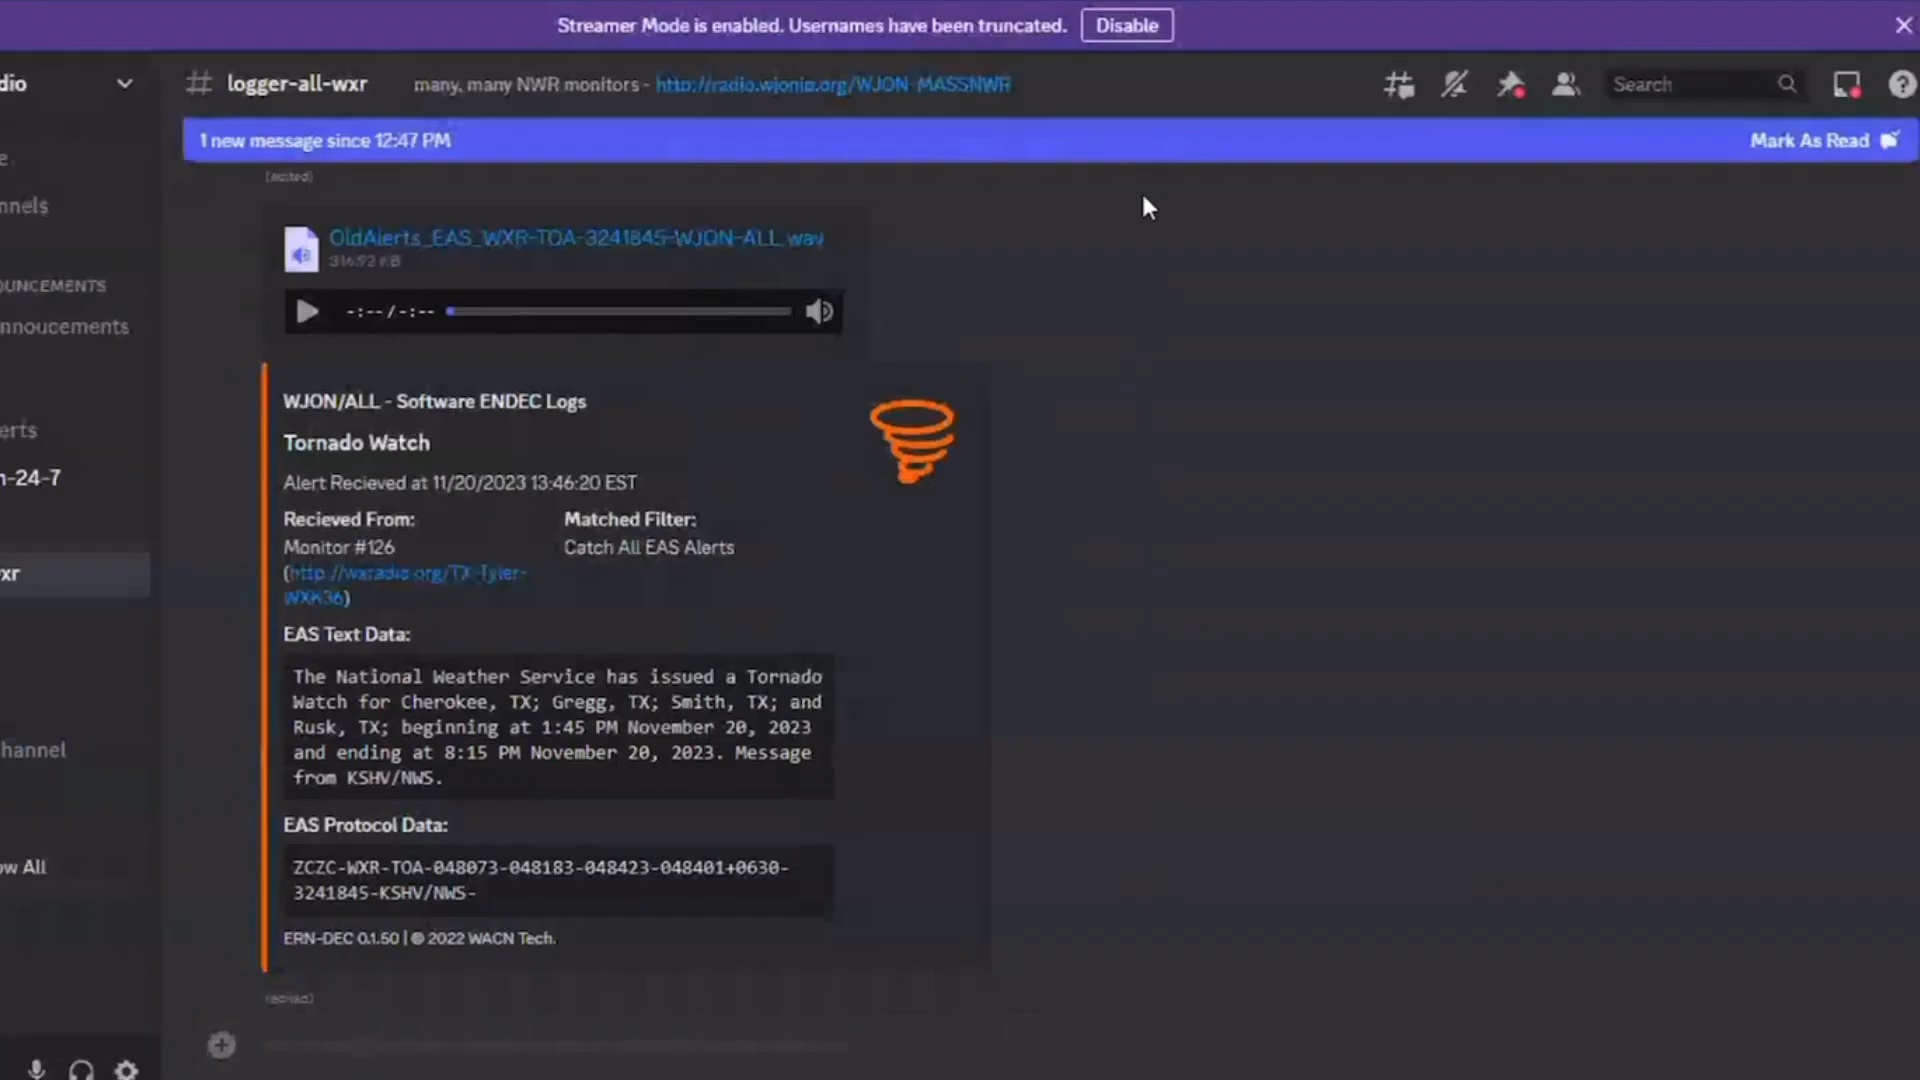 Streamer Mode is enabled. Usernames have been truncated. Disable
dio
logger-all-wxr many, many NWR monitors - http://radio.wjonip.org/WJON-MASSNWR
Search
1 new message since 12:47 PM Mark As Read
(edited)
nnels
OUNCEMENTS
nnoucements
erts
n-24-7
xr
hannel
ow All
OldAlerts_EAS_WXR-TOA-3241845-WJON-ALL.wav
316.92 KB
-:--/-:--
WJON/ALL - Software ENDEC Logs
Tornado Watch
Alert Recieved at 11/20/2023 13:46:20 EST
Recieved From: Matched Filter:
Monitor #126 Catch All EAS Alerts
(http://wxradio.org/TX-Tyler-
WXK36)
EAS Text Data:
The National Weather Service has issued a Tornado
Watch for Cherokee, TX; Gregg, TX; Smith, TX; and
Rusk, TX; beginning at 1:45 PM November 20, 2023
and ending at 8:15 PM November 20, 2023. Message
from KSHV/NWS.
EAS Protocol Data:
ZCZC-WXR-TOA-048073-048183-048423-048401+0630-
3241845-KSHV/NWS-
ERN-DEC 0.1.50 | © 2022 WACN Tech.
(edited)